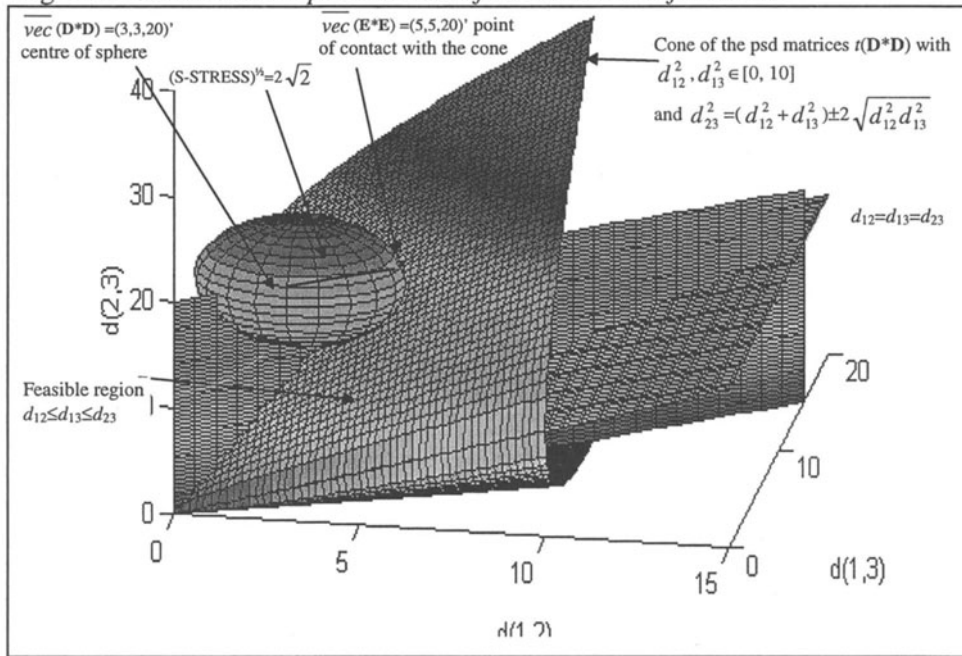 vec (D*D) =(3,3,20)'
centre of sphere
(S-STRESS)^½=2√2
vec (E*E) =(5,5,20)' point
of contact with the cone
Cone of the psd matrices t(D*D) with
d²₁₂, d²₁₃ ∈ [0, 10]
and d²₂₃=(d²₁₂+d²₁₃)±2√d²₁₂d²₁₃
d₁₂=d₁₃=d₂₃
Feasible region
d₁₂≤d₁₃≤d₂₃
40
30
20
1
0
d(2,3)
0
5
10
15
d(1,2)
0
10
20
d(1,3)